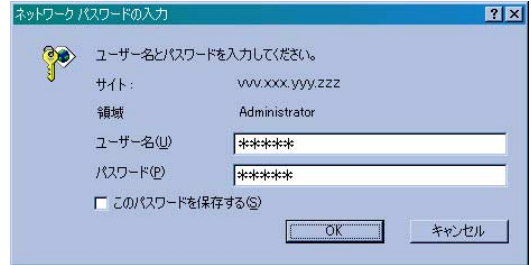 ネットワーク パスワードの入力
ユーザー名とパスワードを入力してください。
サイト: vvv.xxx.yyy.zzz
領域 Administrator
ユーザー名(U) *****
パスワード(P) *****
このパスワードを保存する(S)
OK キャンセル